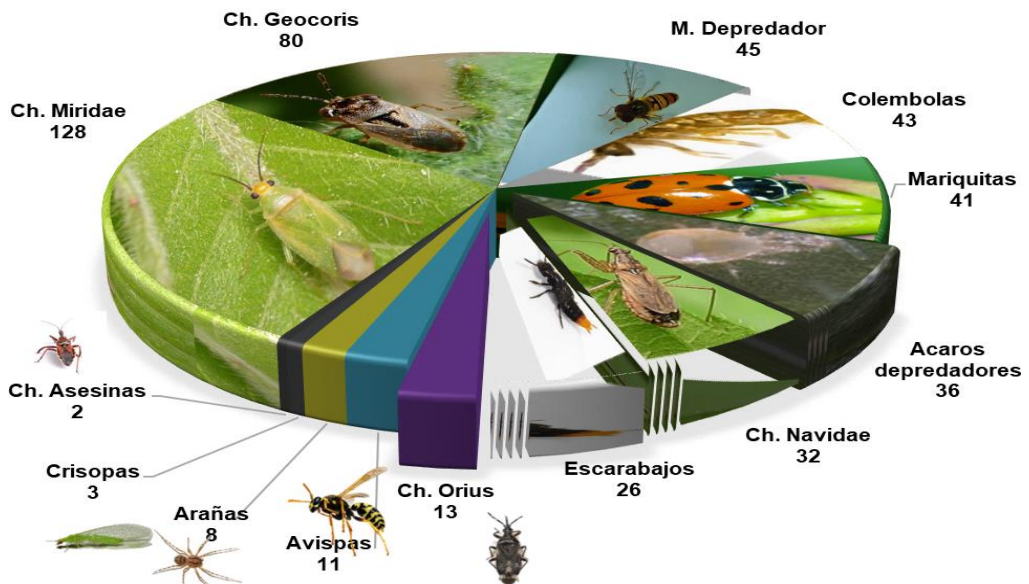 Ch. Geocoris
80
M. Depredador
45
Ch. Miridae
128
Colembolas
43
Mariquitas
41
Acaros
depredadores
36
Ch. Asesinas
2
Ch. Navidae
32
Crisopas
3
Escarabajos
26
Ch. Orius
13
Arañas
8
Avispas
11